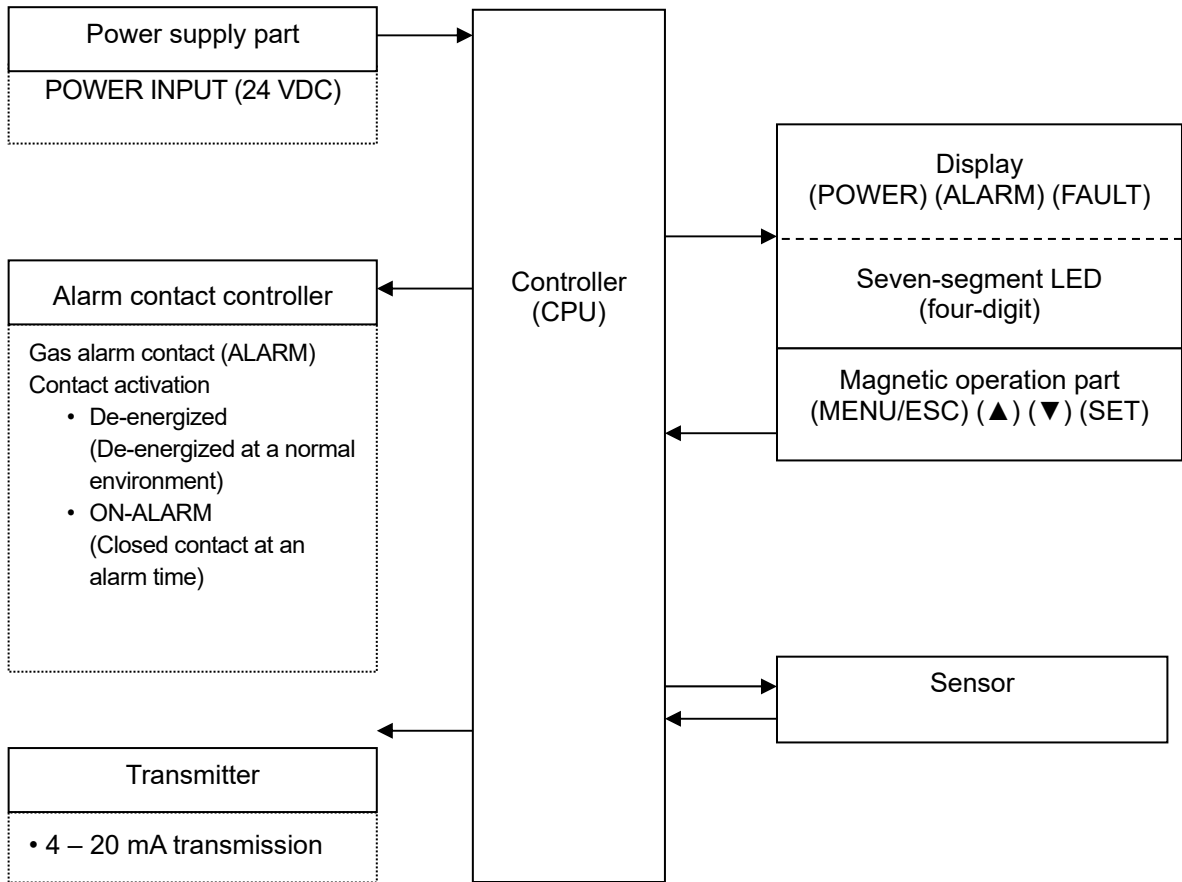 Power supply part
POWER INPUT (24 VDC)
Alarm contact controller
Gas alarm contact (ALARM)
Contact activation
• De-energized
(De-energized at a normal
environment)
• ON-ALARM
(Closed contact at an
alarm time)
Transmitter
• 4 – 20 mA transmission
Controller
(CPU)
Display
(POWER) (ALARM) (FAULT)
Seven-segment LED
(four-digit)
Magnetic operation part
(MENU/ESC) (▲) (▼) (SET)
Sensor